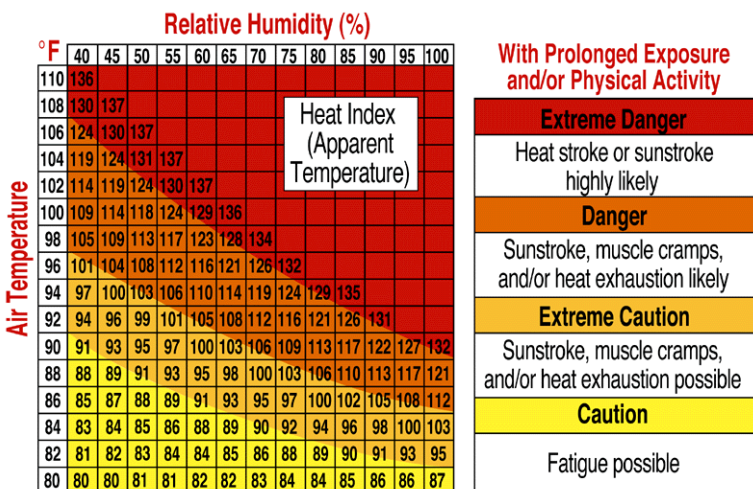 Relative Humidity (%)
°F 40 45 50 55 60 65 70 75 80 85 90 95 100
110 136
108 130 137
106 124 130 137
104 119 124 131 137
102 114 119 124 130 137
100 109 114 118 124 129 136
98 105 109 113 117 123 128 134
96 101 104 108 112 116 121 126 132
94 97 100 103 106 110 114 119 124 129 135
92 94 96 99 101 105 108 112 116 121 126 131
90 91 93 95 97 100 103 106 109 113 117 122 127 132
88 88 89 91 93 95 98 100 103 106 110 113 117 121
86 85 87 88 89 91 93 95 97 100 102 105 108 112
84 83 84 85 86 88 89 90 92 94 96 98 100 103
82 81 82 83 84 84 85 86 88 89 90 91 93 95
80 80 80 81 81 82 82 83 84 84 85 86 86 87
Air Temperature
Heat Index
(Apparent
Temperature)
With Prolonged Exposure
and/or Physical Activity
Extreme Danger
Heat stroke or sunstroke
highly likely
Danger
Sunstroke, muscle cramps,
and/or heat exhaustion likely
Extreme Caution
Sunstroke, muscle cramps,
and/or heat exhaustion possible
Caution
Fatigue possible